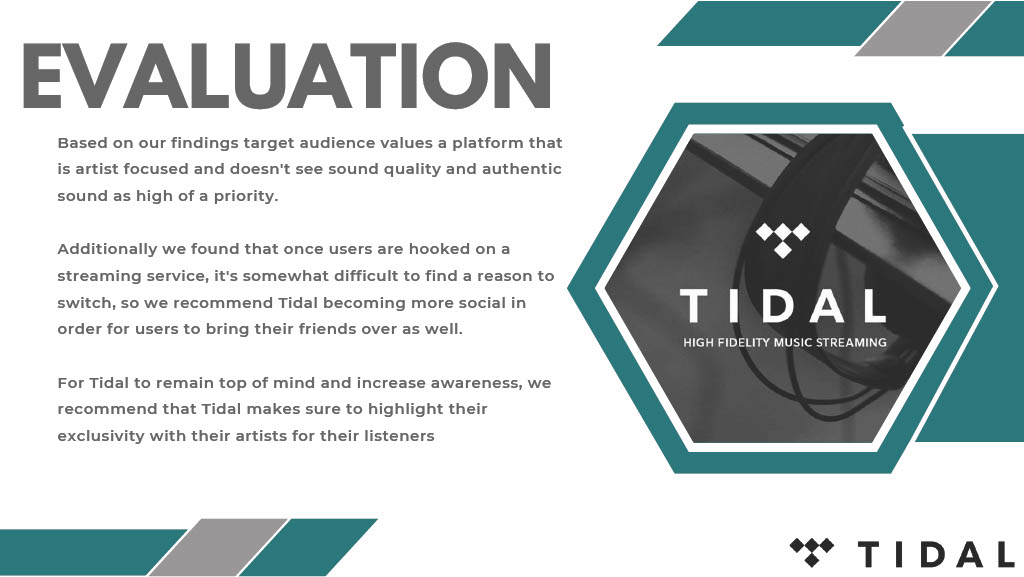 EVALUATION
Based on our findings target audience values a platform that
is artist focused and doesn't see sound quality and authentic
sound as high of a priority.
Additionally we found that once users are hooked on a
streaming service, it's somewhat difficult to find a reason to
switch, so we recommend Tidal becoming more social in
order for users to bring their friends over as well.
For Tidal to remain top of mind and increase awareness, we
recommend that Tidal makes sure to highlight their
exclusivity with their artists for their listeners
TIDAL
HIGH FIDELITY MUSIC STREAMING
TIDAL